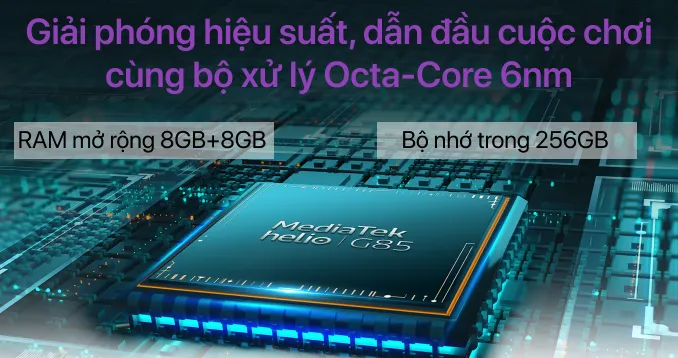 Giải phóng hiệu suất, dẫn đầu cuộc chơi
cùng bộ xử lý Octa-Core 6nm
RAM mở rộng 8GB+8GB
Bộ nhớ trong 256GB
MediaTek
helio | G85